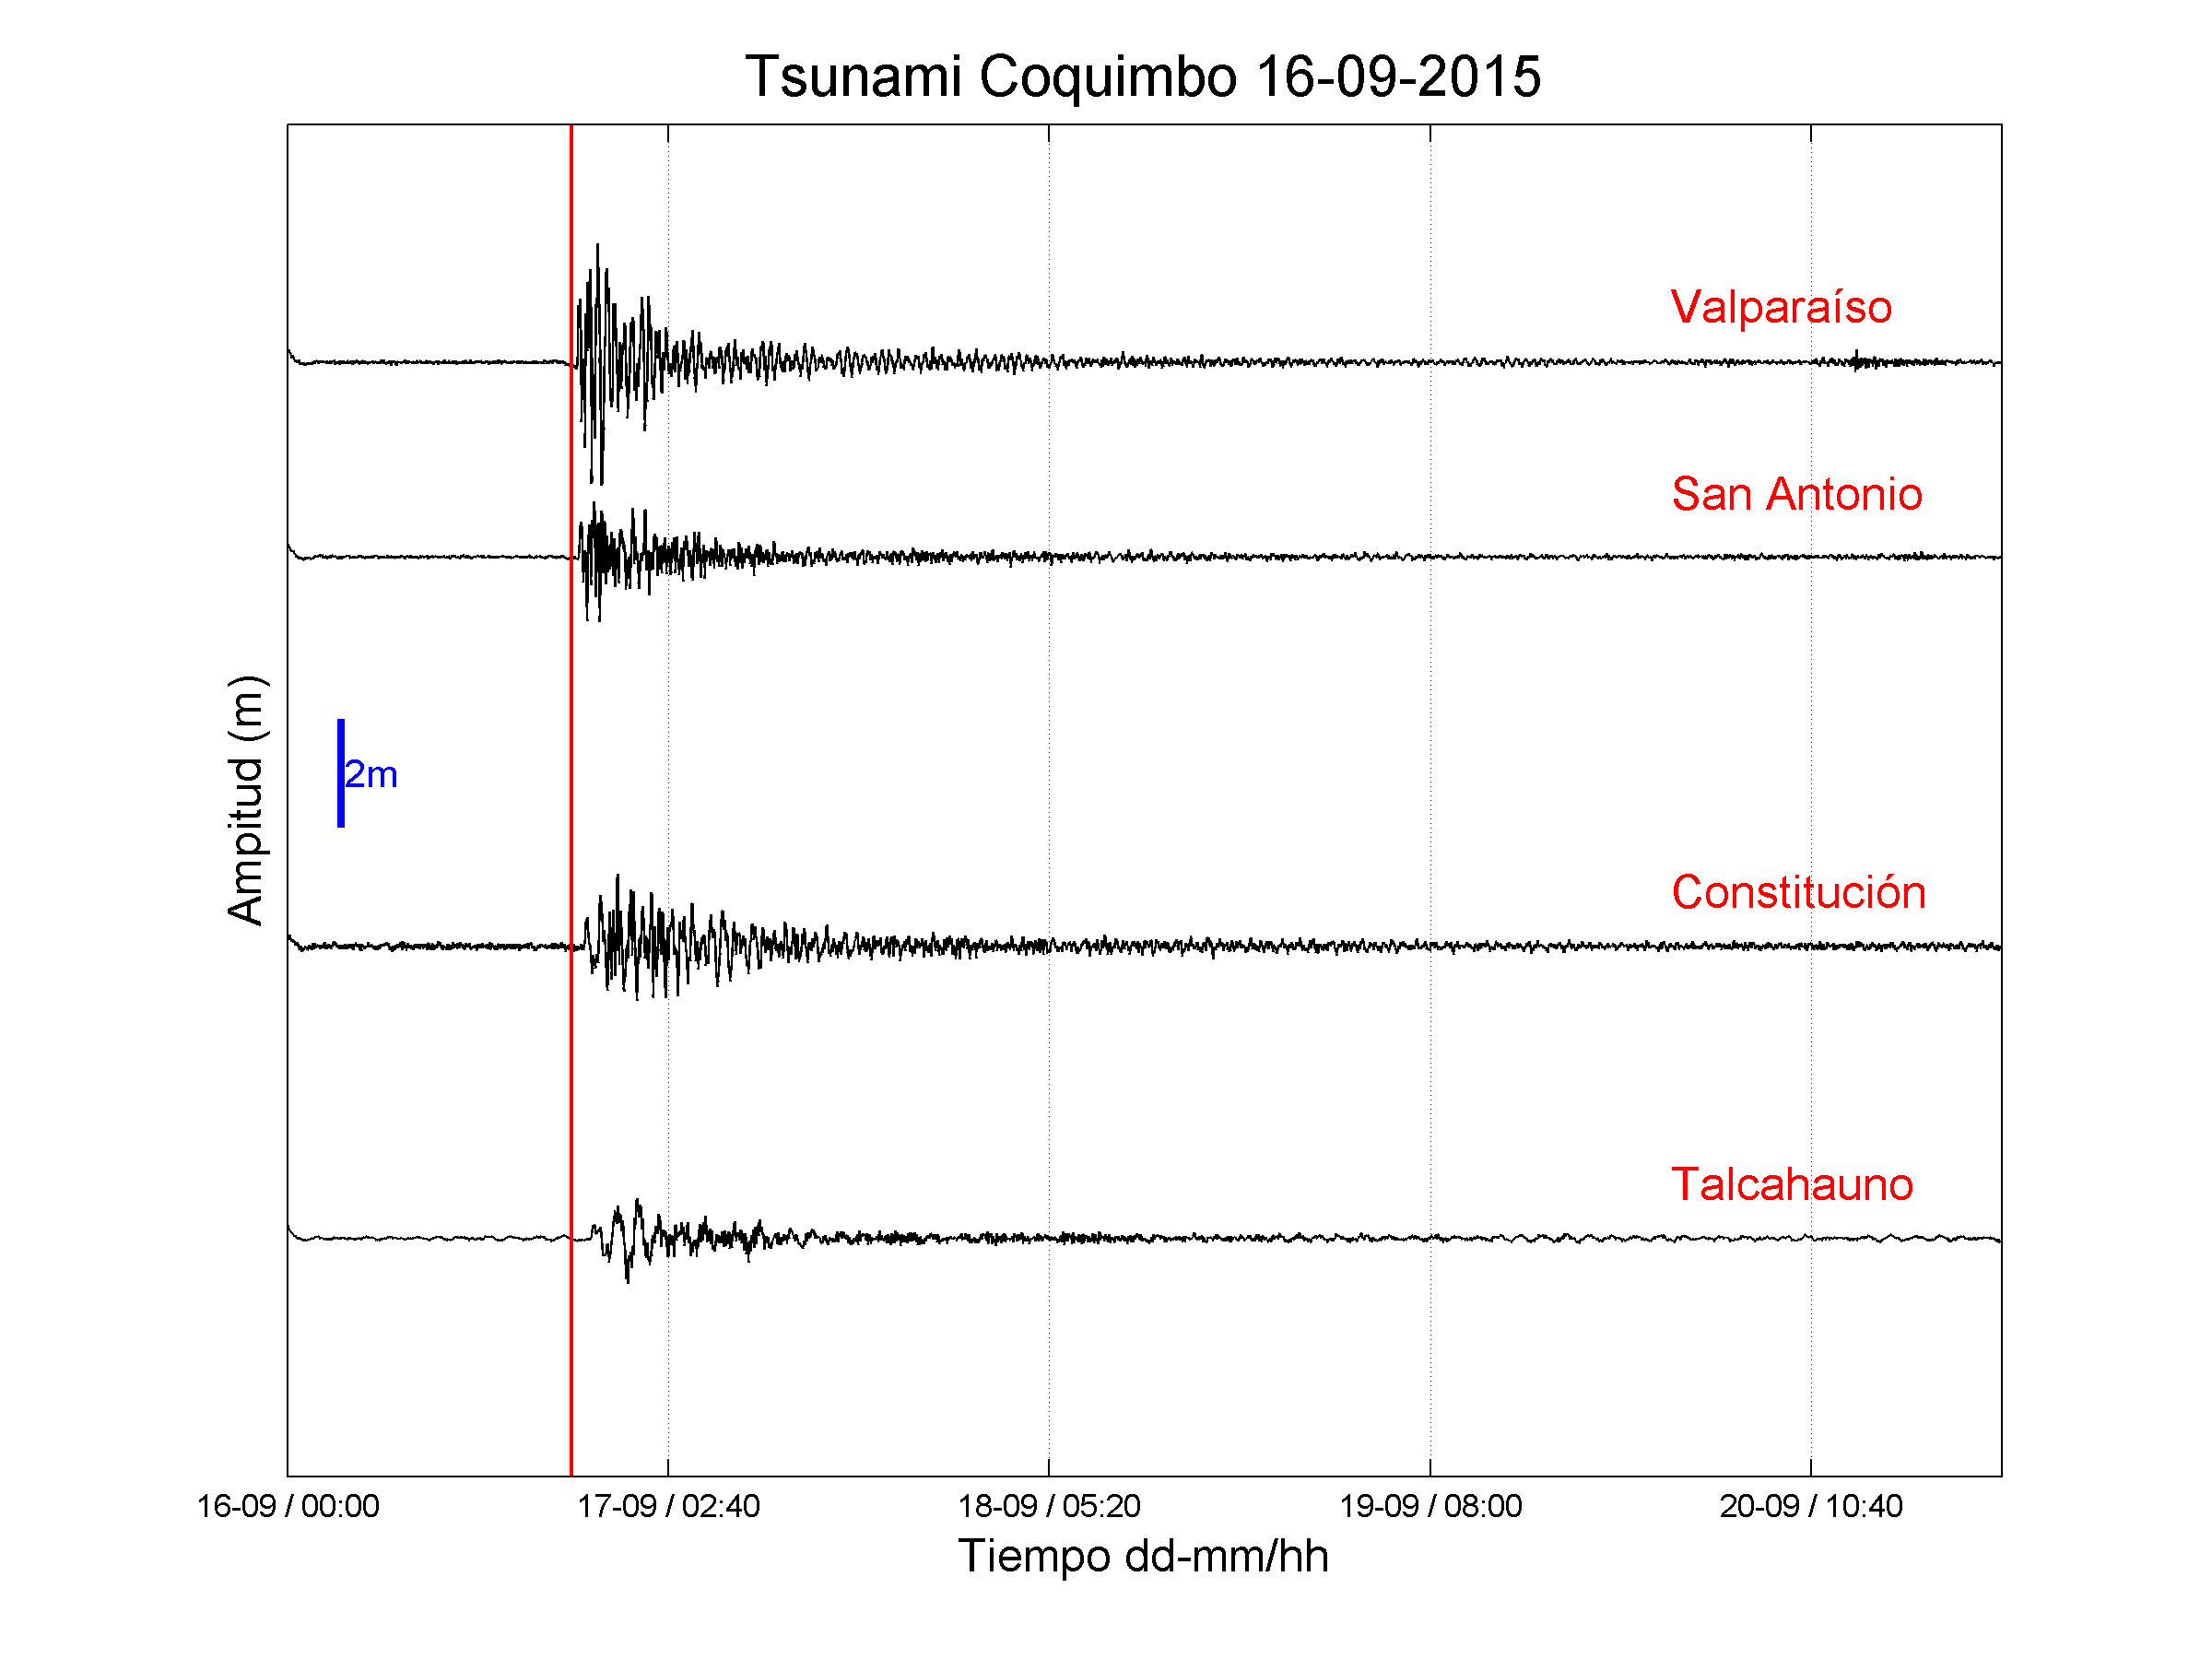 Tsunami Coquimbo 16-09-2015
Valparaíso
San Antonio
Ampitud (m)
2m
Constitución
Talcahauno
16-09 / 00:00
17-09 / 02:40
18-09 / 05:20
19-09 / 08:00
20-09 / 10:40
Tiempo dd-mm/hh